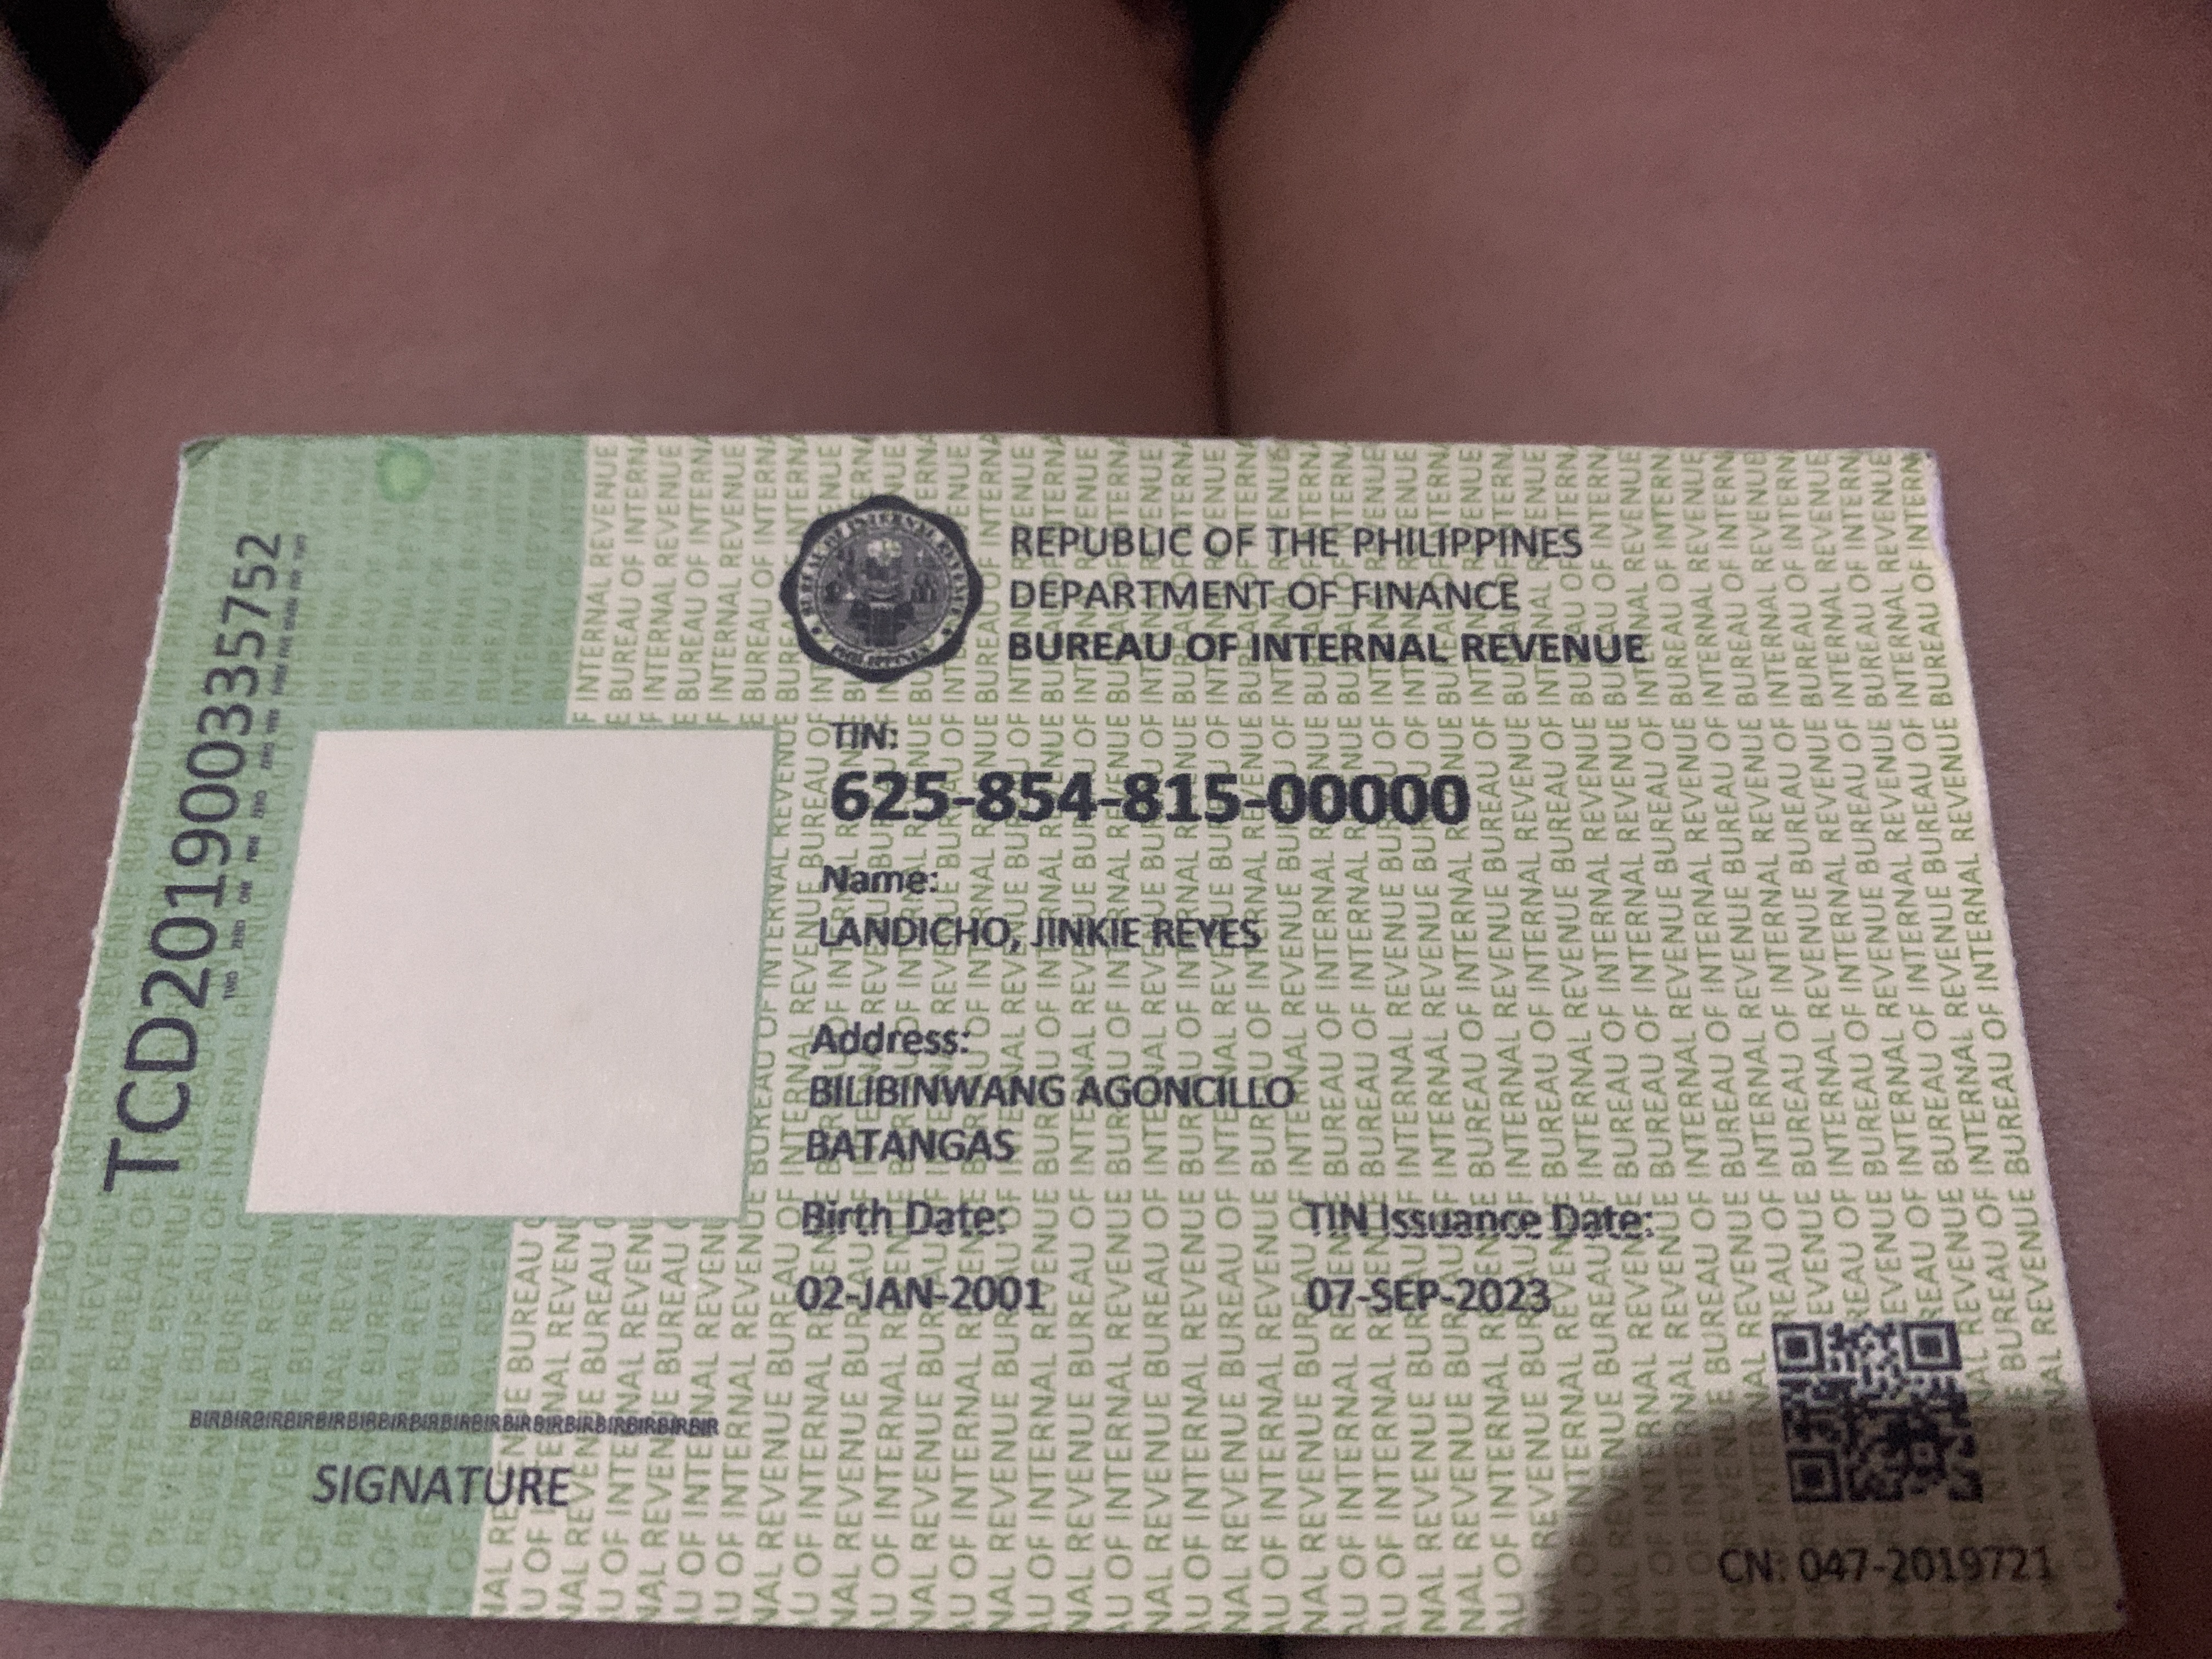 REPUBLIC OF THE PHILIPPINES
DEPARTMENT OF FINANCE
BUREAU OF INTERNAL REVENUE
TCD201900335752
TIN:
625-854-815-00000
Name:
LANDICHO, JINKIE REYES
Address:
BILIBINWANG AGONCILLO
BATANGAS
Birth Date:
TIN Issuance Date:
02-JAN-2001
07-SEP-2023
BIRBIRBIRBIRBIRBIRBIRBIRBIRBIRBIRBIRBIRBIRBIRBIRBIR
SIGNATURE
CN: 047-2019721